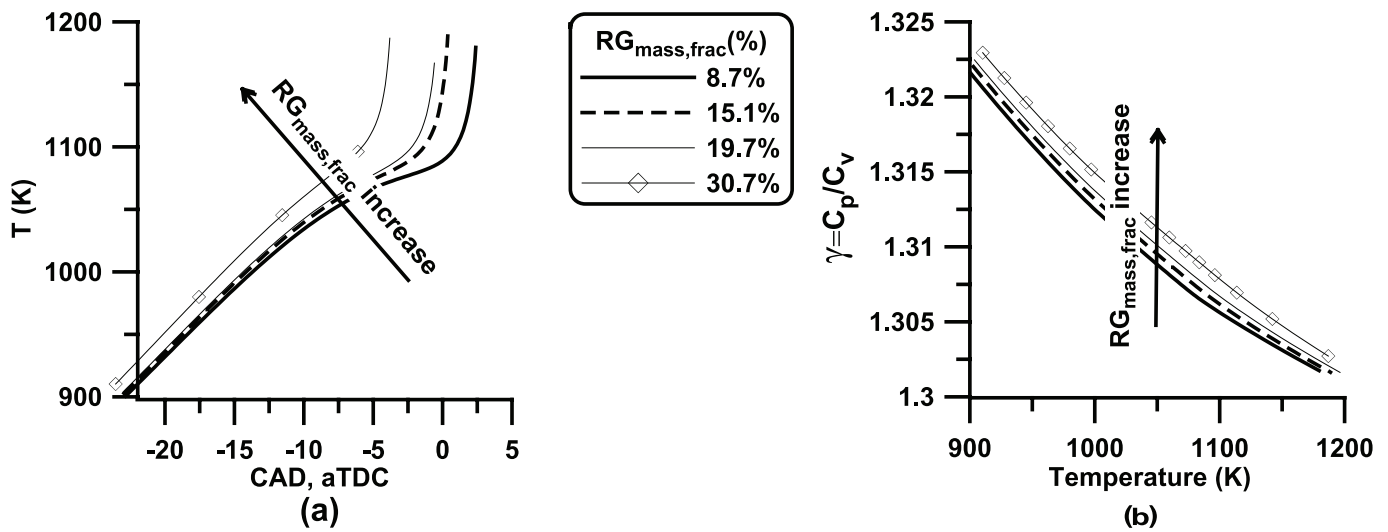 1200
1100
1000
900
T (K)
-20 -15 -10 -5 0 5
CAD, aTDC
(a)
RGmass,frac increase
RGmass,frac(%)
8.7%
15.1%
19.7%
30.7%
1.325
1.32
1.315
1.31
1.305
1.3
γ=Cp/Cv
RGmass,frac increase
900 1000 1100 1200
Temperature (K)
(b)